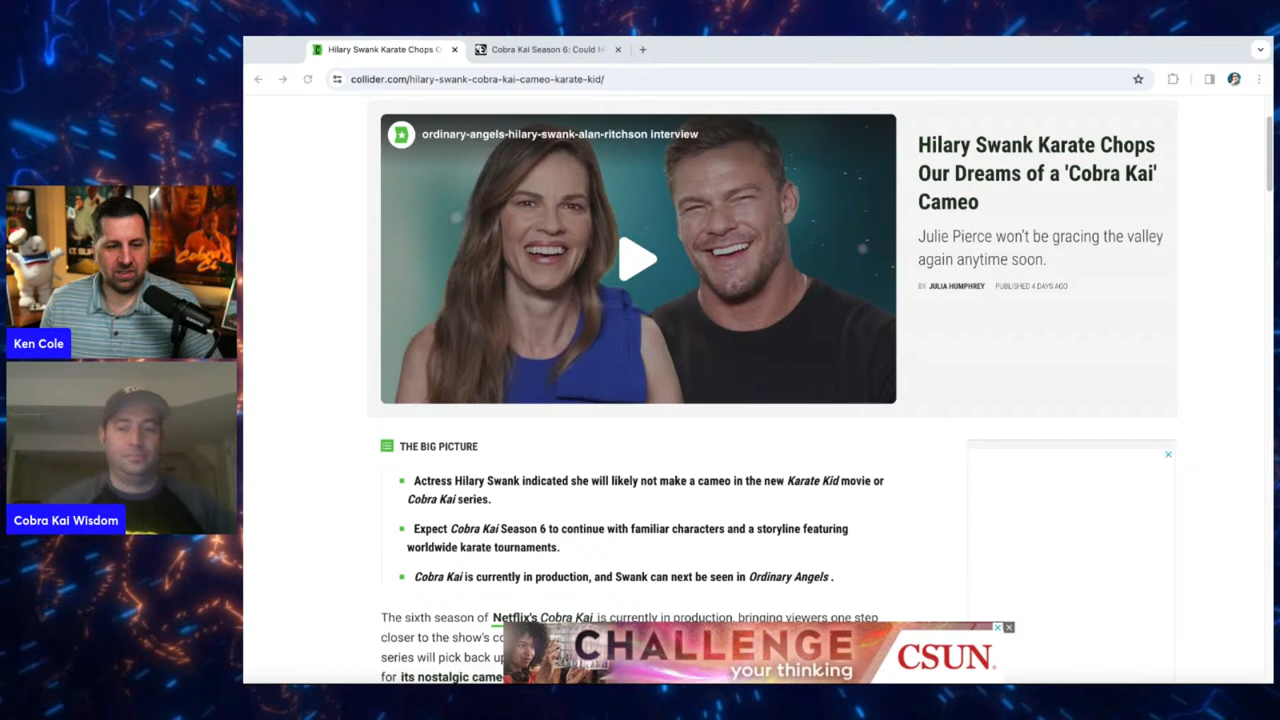 Hilary Swank Karate Chops O
Cobra Kai Season 6: Could H
collider.com/hilary-swank-cobra-kai-cameo-karate-kid/
ordinary-angels-hilary-swank-alan-ritchson interview
Hilary Swank Karate Chops
Our Dreams of a 'Cobra Kai'
Cameo
Julie Pierce won't be gracing the valley
again anytime soon.
BY JULIA HUMPHREY PUBLISHED 4 DAYS AGO
Ken Cole
Cobra Kai Wisdom
THE BIG PICTURE
Actress Hilary Swank indicated she will likely not make a cameo in the new Karate Kid movie or
Cobra Kai series.
Expect Cobra Kai Season 6 to continue with familiar characters and a storyline featuring
worldwide karate tournaments.
Cobra Kai is currently in production, and Swank can next be seen in Ordinary Angels .
The sixth season of Netflix's Cobra Kai is currently in production, bringing viewers one step
closer to the show's co
series will pick back up
for its nostalgic came
CHALLENGE
your thinking
CSUN.